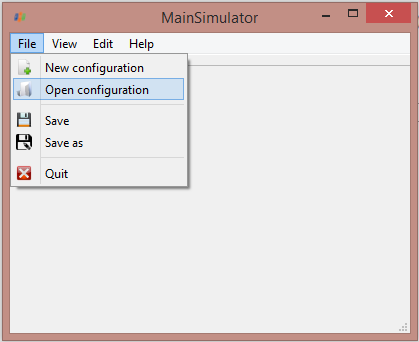 MainSimulator
File View Edit Help
New configuration
Open configuration
Save
Save as
Quit